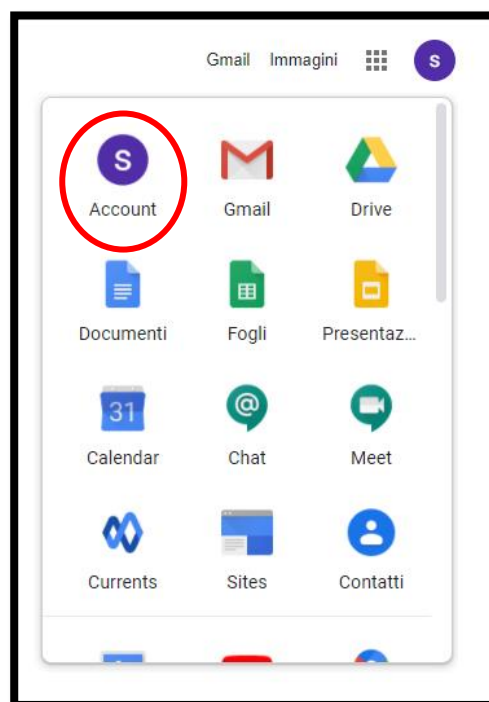 Gmail Immagini S
S
Account Gmail Drive
Documenti Fogli Presentaz...
31 @
Calendar Chat Meet
Currents Sites Contatti